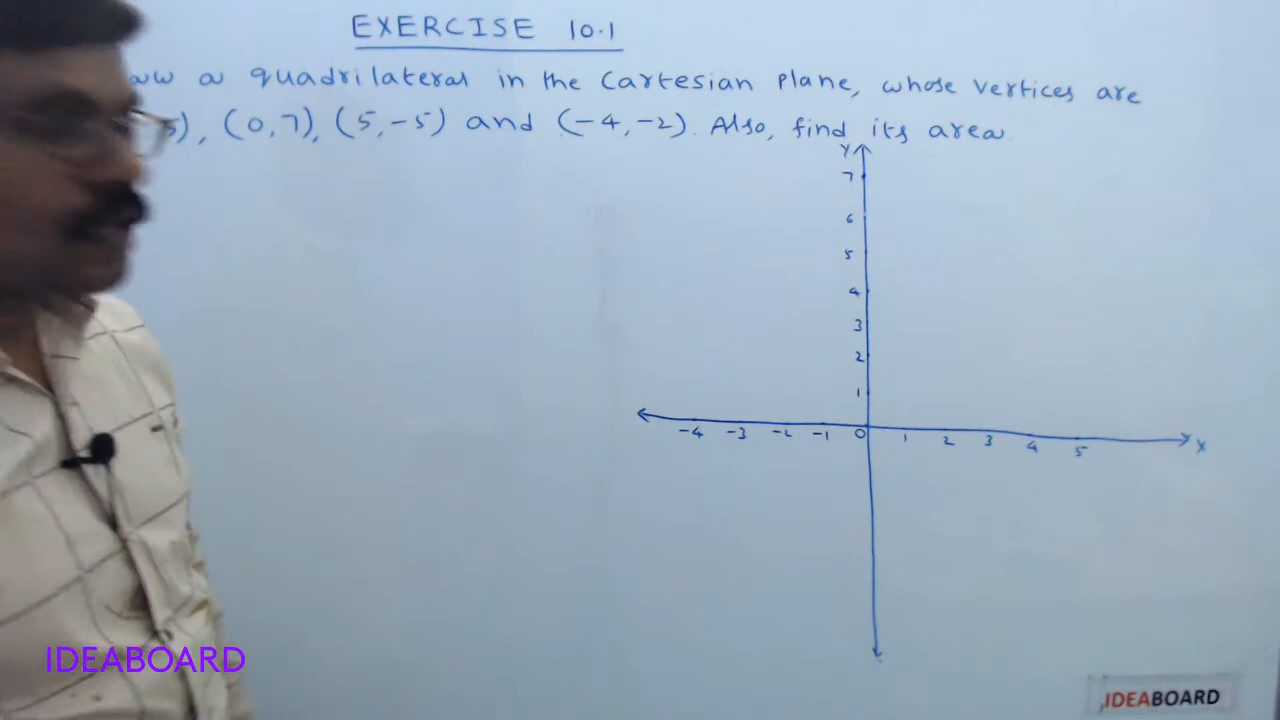 EXERCISE 10.1
a quadrilateral in the Cartesian plane, whose vertices are
5), (0,7), (5,-5) and (-4,-2). Also, find its area.
Y
7
6
5
4
3
2
1
-4 -3 -2 -1 0 1 2 3 4 5 X
IDEABOARD
IDEABOARD